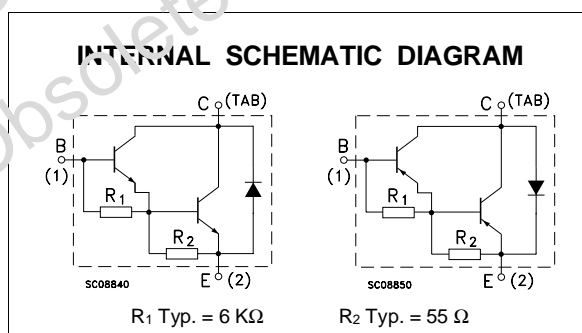 Obsolete
INTERNAL SCHEMATIC DIAGRAM
C (TAB)
B
(1)
R1
R2
SC08840
E (2)
C (TAB)
B
(1)
R1
R2
SC08850
E (2)
R1 Typ. = 6 KΩ R2 Typ. = 55 Ω